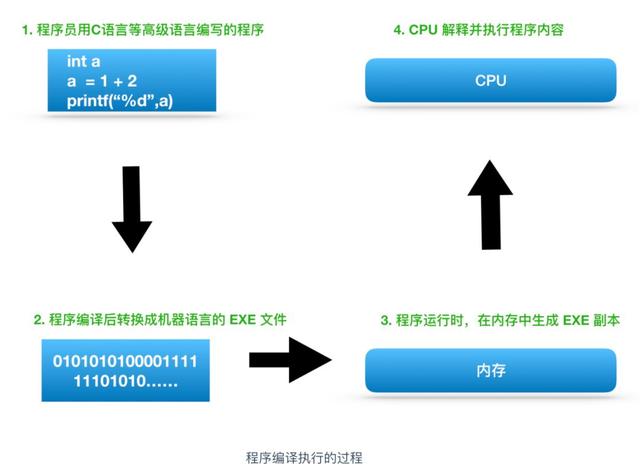 1. 程序员用C语言等高级语言编写的程序
int a
a = 1 + 2
printf(“%d”,a)
4. CPU 解释并执行程序内容
CPU
2. 程序编译后转换成机器语言的 EXE 文件
0101010100001111
11101010……
3. 程序运行时，在内存中生成 EXE 副本
内存
程序编译执行的过程